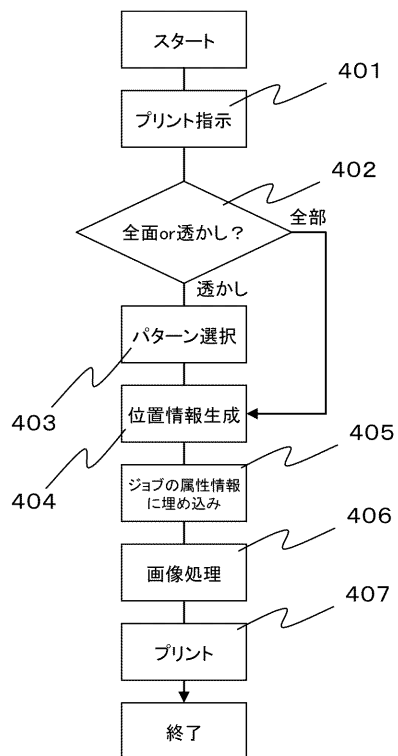 スタート
401
プリント指示
402
全面or透かし？
全部
透かし
パターン選択
403
位置情報生成
404
405
ジョブの属性情報
に埋め込み
406
画像処理
407
プリント
終了